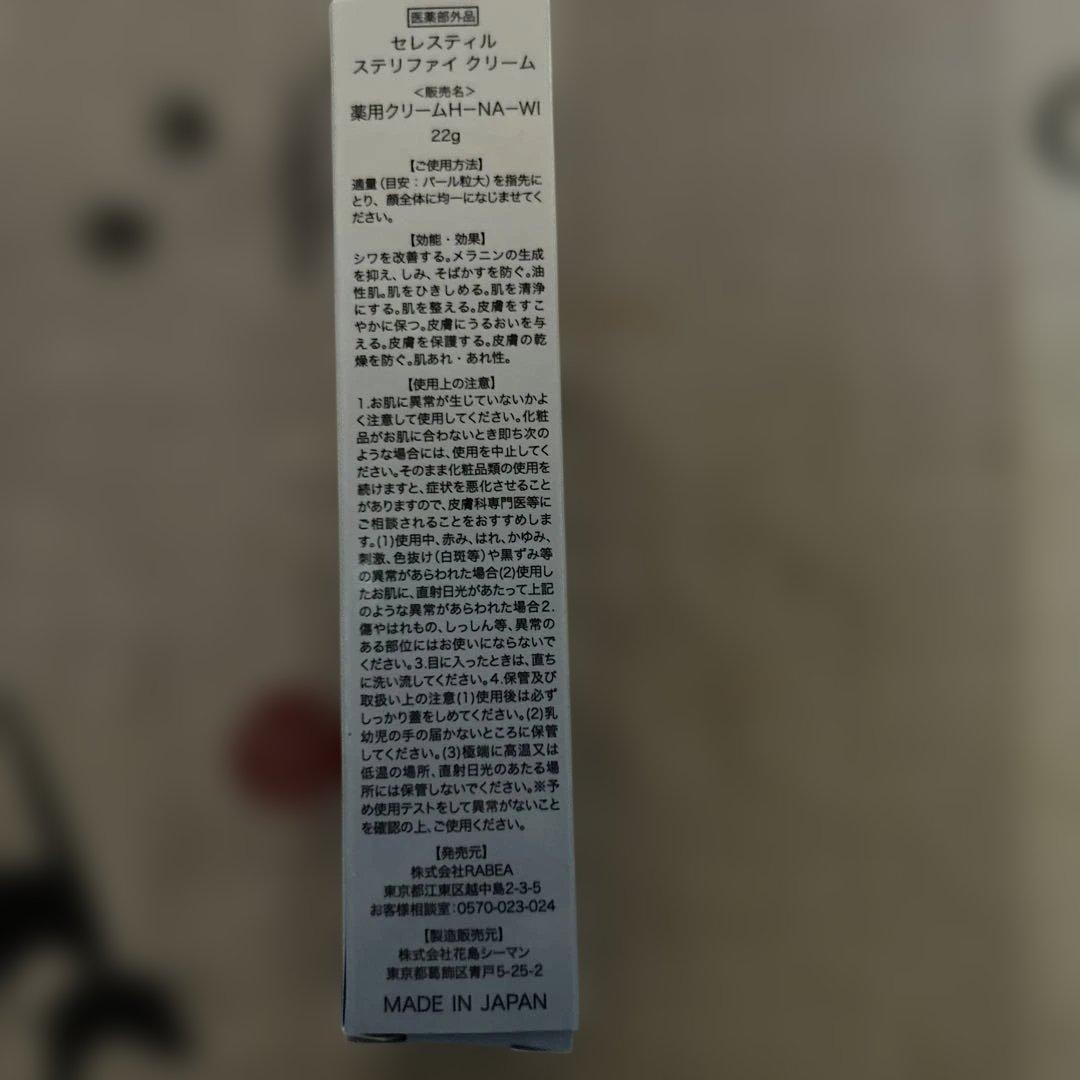 医薬部外品
セレスティル
ステリファイ クリーム
<販売名>
薬用クリームH-NA-WI
22g
【ご使用方法】
適量(目安:パール粒大)を指先に
とり、顔全体に均一になじませてく
ださい。
【効能・効果】
シワを改善する。メラニンの生成
を抑え、しみ、そばかすを防ぐ。油
性肌。肌をひきしめる。肌を清浄
にする。肌を整える。皮膚をすこ
やかに保つ。皮膚にうるおいを与
える。皮膚を保護する。皮膚の乾
燥を防ぐ。肌あれ・あれ性。
【使用上の注意】
1.お肌に異常が生じていないかよ
く注意して使用してください。化粧
品がお肌に合わないとき即ち次の
ような場合には、使用を中止してく
ださい。そのまま化粧品類の使用を
続けますと、症状を悪化させること
がありますので、皮膚科専門医等に
ご相談されることをおすすめしま
す。(1)使用中、赤み、はれ、かゆみ、
刺激、色抜け(白斑等)や黒ずみ等
の異常があらわれた場合(2)使用し
たお肌に、直射日光があたって上記
のような異常があらわれた場合2.
傷やはれもの、しっしん等、異常の
ある部位にはお使いにならないで
ください。3.目に入ったときは、直ち
に洗い流してください。4.保管及び
取扱い上の注意(1)使用後は必ず
しっかり蓋をしめてください。(2)乳
幼児の手の届かないところに保管
してください。(3)極端に高温又は
低温の場所、直射日光のあたる場
所には保管しないでください。※予
め使用テストをして異常がないこと
を確認の上、ご使用ください。
【発売元】
株式会社RABEA
東京都江東区越中島2-3-5
お客様相談室:0570-023-024
【製造販売元】
株式会社花島シーマン
東京都葛飾区青戸5-25-2
MADE IN JAPAN